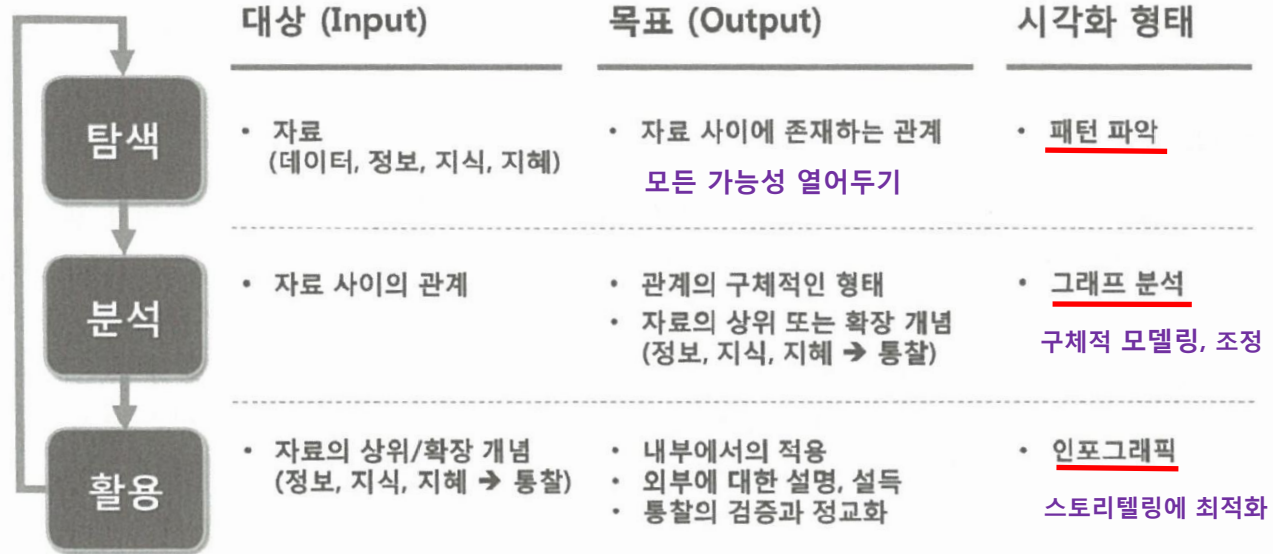 대상 (Input)
목표 (Output)
시각화 형태
탐색
• 자료
(데이터, 정보, 지식, 지혜)
• 자료 사이에 존재하는 관계
모든 가능성 열어두기
• 패턴 파악
분석
• 자료 사이의 관계
• 관계의 구체적인 형태
• 자료의 상위 또는 확장 개념
(정보, 지식, 지혜 ➔ 통찰)
• 그래프 분석
구체적 모델링, 조정
활용
• 자료의 상위/확장 개념
(정보, 지식, 지혜 ➔ 통찰)
• 내부에서의 적용
• 외부에 대한 설명, 설득
• 통찰의 검증과 정교화
• 인포그래픽
스토리텔링에 최적화